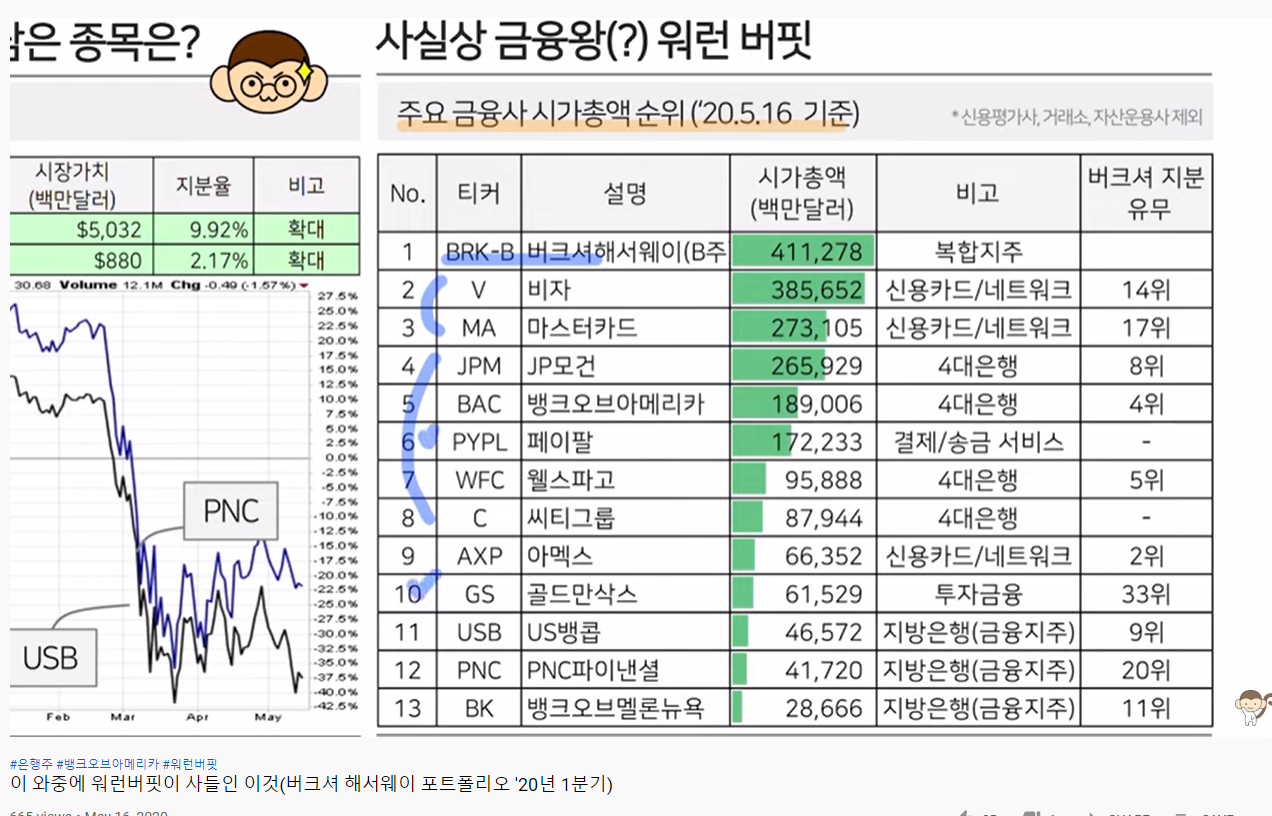 남은 종목은?
사실상 금융왕(?) 워런 버핏
주요 금융사 시가총액 순위 ('20.5.16 기준)
* 신용평가사, 거래소, 자산운용사 제외
시장가치 (백만달러) 지분율 비고
$5,032 9.92% 확대
$880 2.17% 확대
30.68 Volume 12.1M Chg -0.49 (-1.57%)
27.5%
25.0%
22.5%
20.0%
17.5%
15.0%
12.5%
10.0%
7.5%
5.0%
2.5%
0.0%
-2.5%
-5.0%
-7.5%
-10.0%
-12.5%
-15.0%
-17.5%
-20.0%
-22.5%
-25.0%
-27.5%
-30.0%
-32.5%
-35.0%
-37.5%
-40.0%
-42.5%
PNC
USB
Feb Mar Apr May
No. 티커 설명 시가총액 (백만달러) 비고 버크셔 지분 유무
1 BRK-B 버크셔해서웨이(B주 411,278 복합지주
2 V 비자 385,652 신용카드/네트워크 14위
3 MA 마스터카드 273,105 신용카드/네트워크 17위
4 JPM JP모건 265,929 4대은행 8위
5 BAC 뱅크오브아메리카 189,006 4대은행 4위
6 PYPL 페이팔 172,233 결제/송금 서비스 -
7 WFC 웰스파고 95,888 4대은행 5위
8 C 씨티그룹 87,944 4대은행 -
9 AXP 아멕스 66,352 신용카드/네트워크 2위
10 GS 골드만삭스 61,529 투자금융 33위
11 USB US뱅콥 46,572 지방은행(금융지주) 9위
12 PNC PNC파이낸셜 41,720 지방은행(금융지주) 20위
13 BK 뱅크오브멜론뉴욕 28,666 지방은행(금융지주) 11위
#은행주 #뱅크오브아메리카 #워런버핏
이 와중에 워런버핏이 사들인 이것(버크셔 해서웨이 포트폴리오 '20년 1분기)
665 views • May 16, 2020